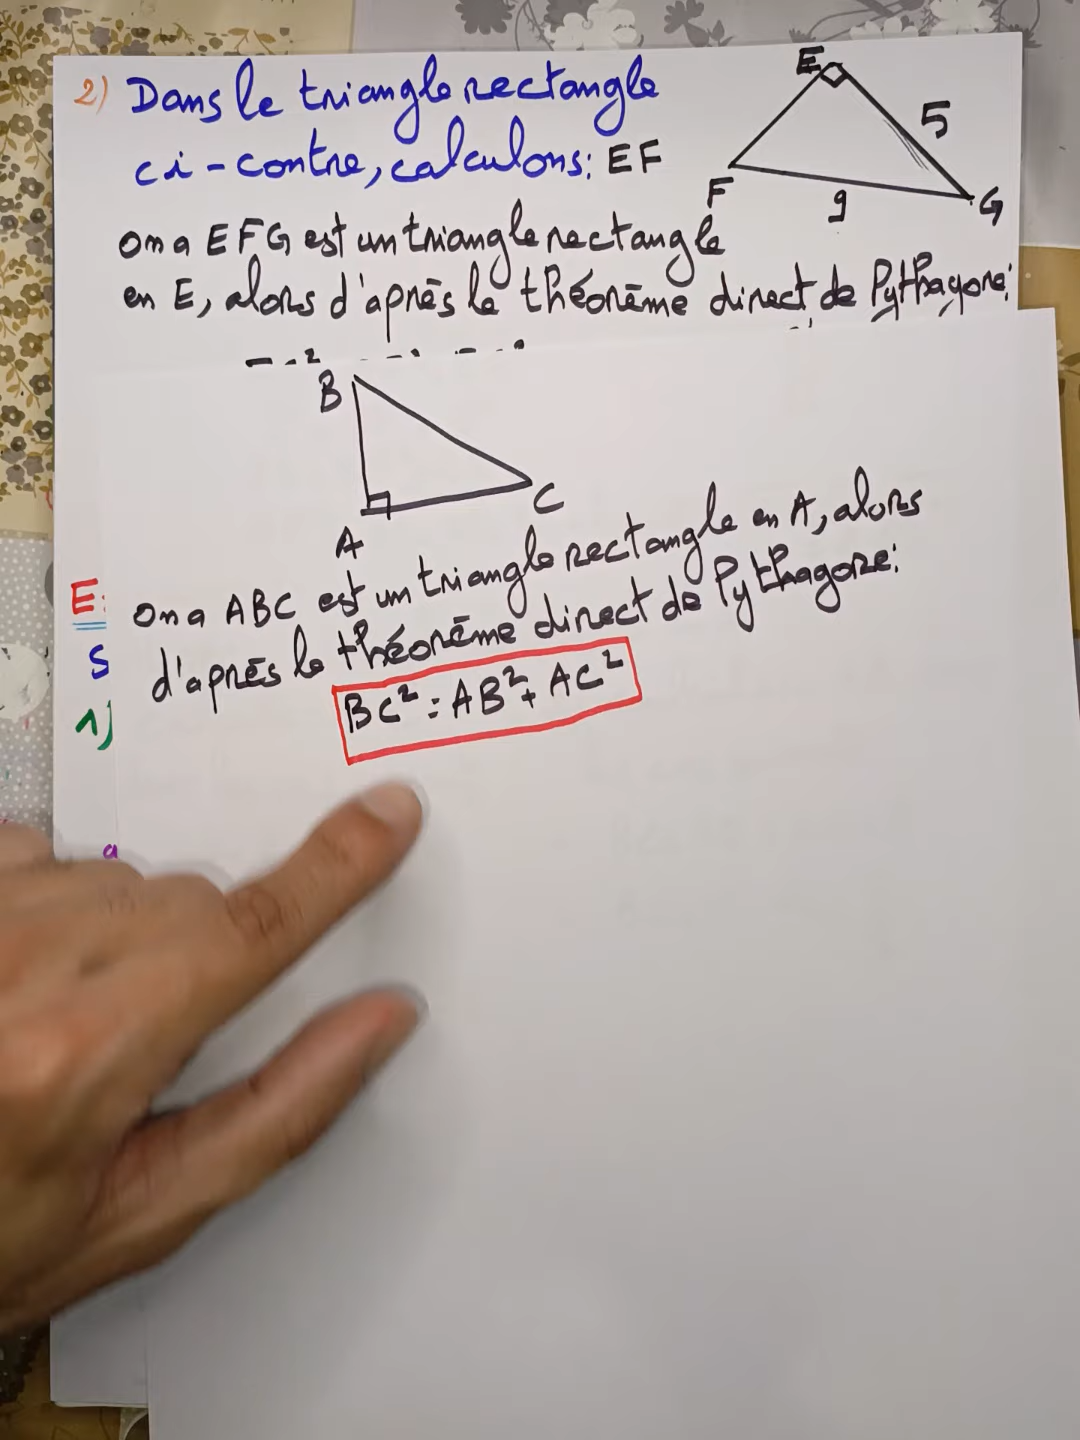 2) Dans le triangle rectangle
ci-contre, calculons: EF
E
5
F
9
G
on a EFG est un triangle rectangle
en E, alors d'après le théorème direct de Pythagore:
B
A
C
E:
S
1)
a
on a ABC est un triangle rectangle en A, alors
d'après le théorème direct de Pythagore:
BC² = AB² + AC²